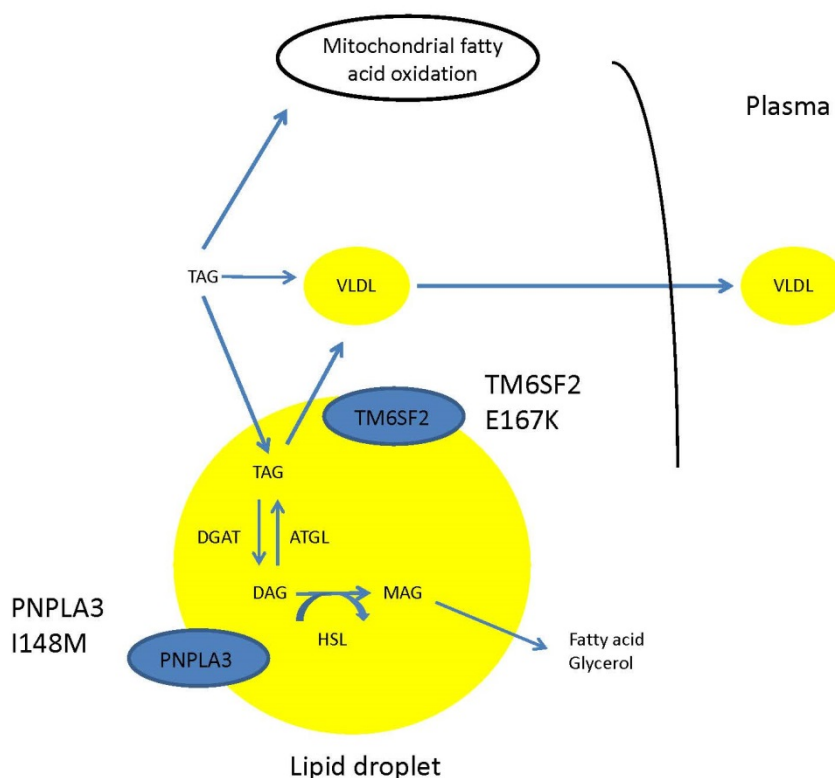 Mitochondrial fatty
acid oxidation
Plasma
TAG
VLDL
VLDL
TM6SF2
E167K
TM6SF2
TAG
DGAT
ATGL
DAG
MAG
HSL
PNPLA3
I148M
PNPLA3
Fatty acid
Glycerol
Lipid droplet